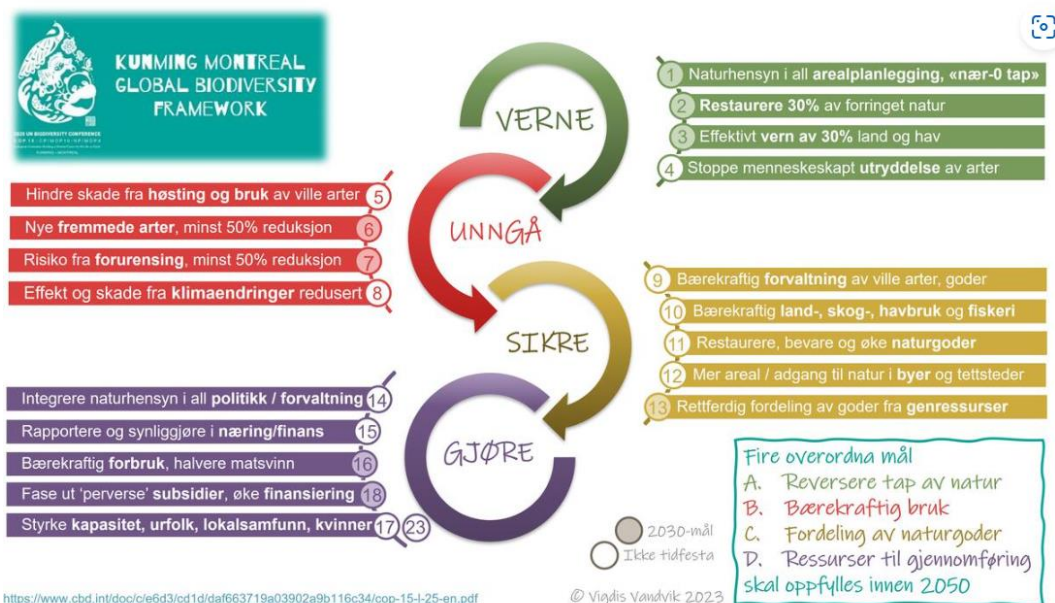 KUNMING MONTREAL
GLOBAL BIODIVERSITY
FRAMEWORK
2020 UN BIODIVERSITY CONFERENCE
KUNMING - MONTREAL
VERNE
1 Naturhensyn i all arealplanlegging, «nær-0 tap»
2 Restaurere 30% av forringet natur
3 Effektivt vern av 30% land og hav
4 Stoppe menneskeskapt utryddelse av arter
UNNGÅ
Hindre skade fra høsting og bruk av ville arter 5
Nye fremmede arter, minst 50% reduksjon 6
Risiko fra forurensing, minst 50% reduksjon 7
Effekt og skade fra klimaendringer redusert 8
SIKRE
9 Bærekraftig forvaltning av ville arter, goder
10 Bærekraftig land-, skog-, havbruk og fiskeri
11 Restaurere, bevare og øke naturgoder
12 Mer areal / adgang til natur i byer og tettsteder
13 Rettferdig fordeling av goder fra genressurser
GJØRE
Integrere naturhensyn i all politikk / forvaltning 14
Rapportere og synliggjøre i næring/finans 15
Bærekraftig forbruk, halvere matsvinn 16
Fase ut 'perverse' subsidier, øke finansiering 18
Styrke kapasitet, urfolk, lokalsamfunn, kvinner 17 23
2030-mål
Ikke tidfesta
Fire overordna mål
A. Reversere tap av natur
B. Bærekraftig bruk
C. Fordeling av naturgoder
D. Ressurser til gjennomføring
skal oppfylles innen 2050
https://www.cbd.int/doc/c/e6d3/cd1d/daf663719a03902a9b116c34/cop-15-l-25-en.pdf
© Vigdis Vandvik 2023